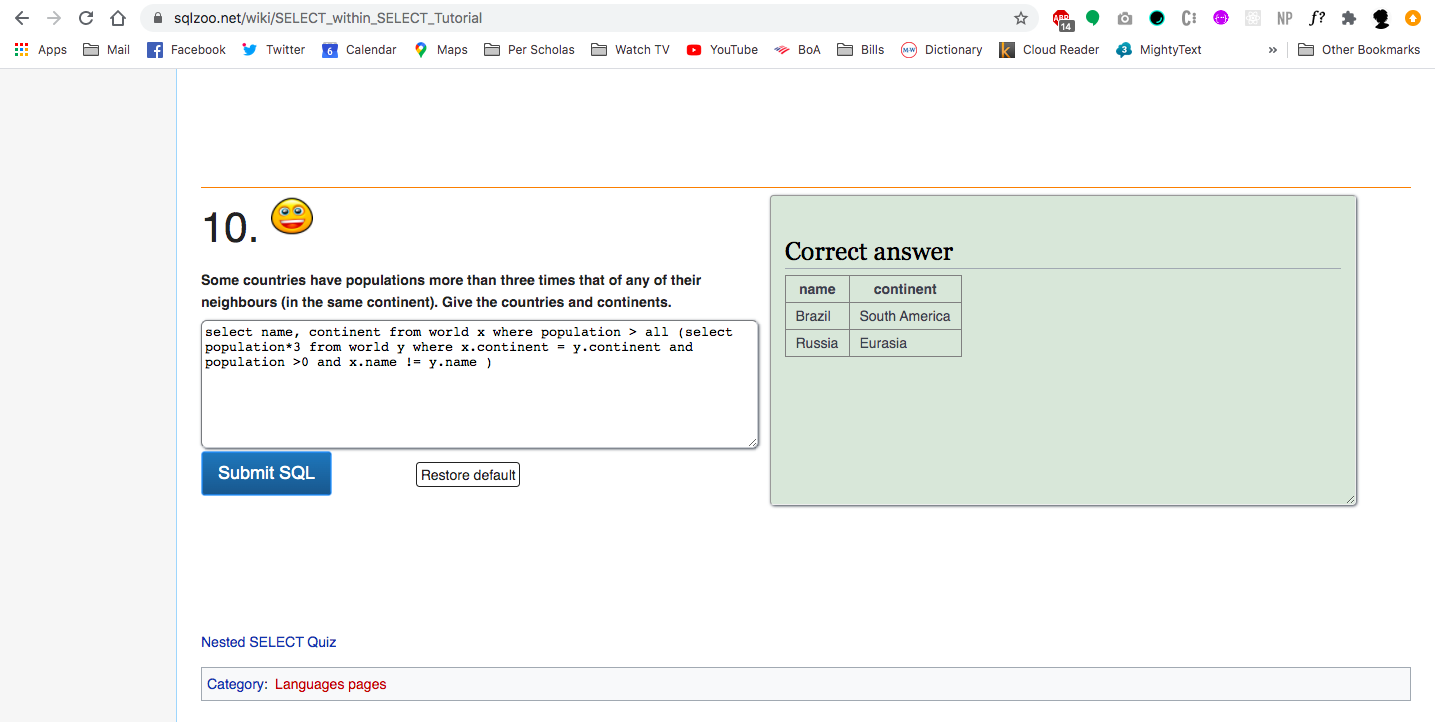 sqlzoo.net/wiki/SELECT_within_SELECT_Tutorial
ABP 14 C: NP f?
Apps Mail Facebook Twitter 6 Calendar Maps Per Scholas Watch TV YouTube BoA Bills M-W Dictionary k Cloud Reader 3 MightyText » Other Bookmarks
10.
Some countries have populations more than three times that of any of their
neighbours (in the same continent). Give the countries and continents.
select name, continent from world x where population > all (select
population*3 from world y where x.continent = y.continent and
population >0 and x.name != y.name )
Submit SQL Restore default
Correct answer
name continent
Brazil South America
Russia Eurasia
Nested SELECT Quiz
Category: Languages pages